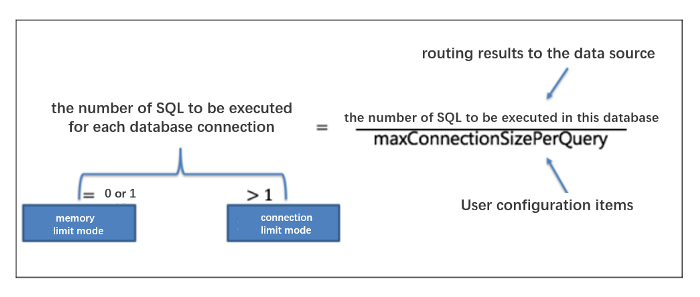 routing results to the data source
the number of SQL to be executed
for each database connection
=
the number of SQL to be executed in this database
maxConnectionSizePerQuery
= 0 or 1
> 1
User configuration items
memory
limit mode
connection
limit mode